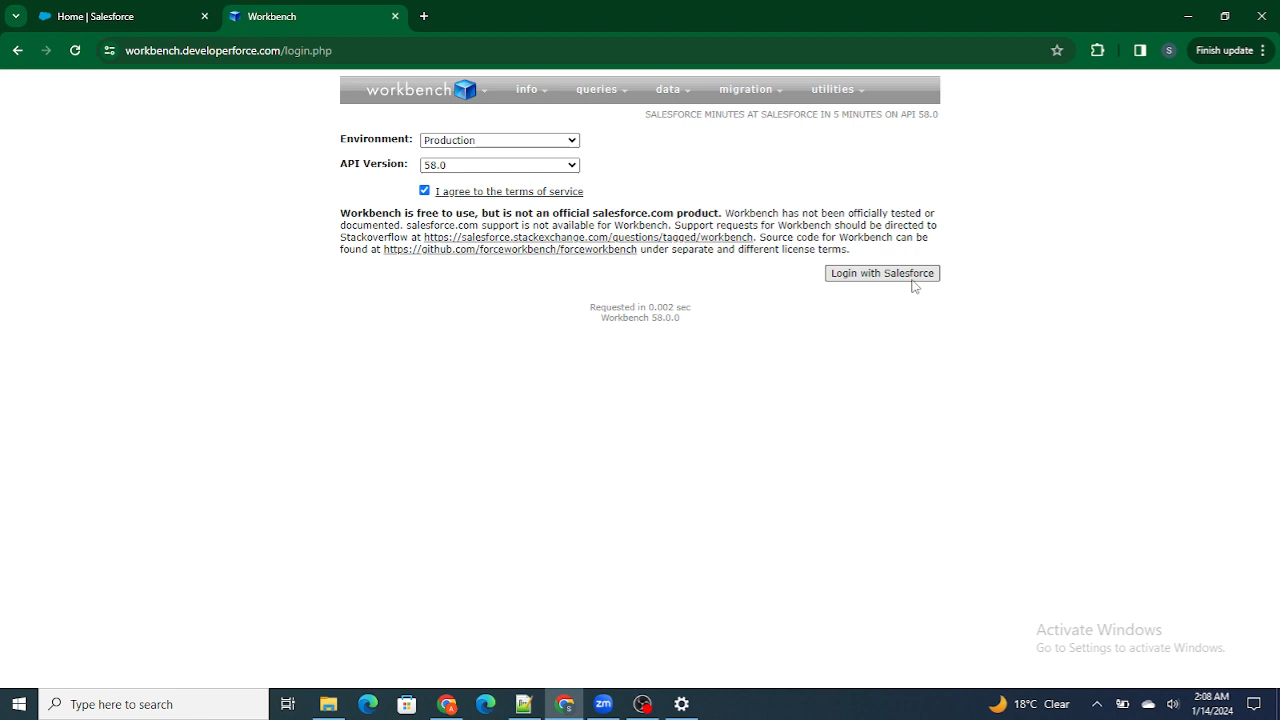 Home | Salesforce
Workbench
workbench.developerforce.com/login.php
S
Finish update
workbench
info
queries
data
migration
utilities
SALESFORCE MINUTES AT SALESFORCE IN 5 MINUTES ON API 58.0
Environment: Production
API Version: 58.0
I agree to the terms of service
Workbench is free to use, but is not an official salesforce.com product. Workbench has not been officially tested or
documented. salesforce.com support is not available for Workbench. Support requests for Workbench should be directed to
Stackoverflow at https://salesforce.stackexchange.com/questions/tagged/workbench. Source code for Workbench can be
found at https://github.com/forceworkbench/forceworkbench under separate and different license terms.
Login with Salesforce
Requested in 0.002 sec
Workbench 58.0.0
Activate Windows
Go to Settings to activate Windows.
Type here to search
zm
18°C Clear
2:08 AM
1/14/2024